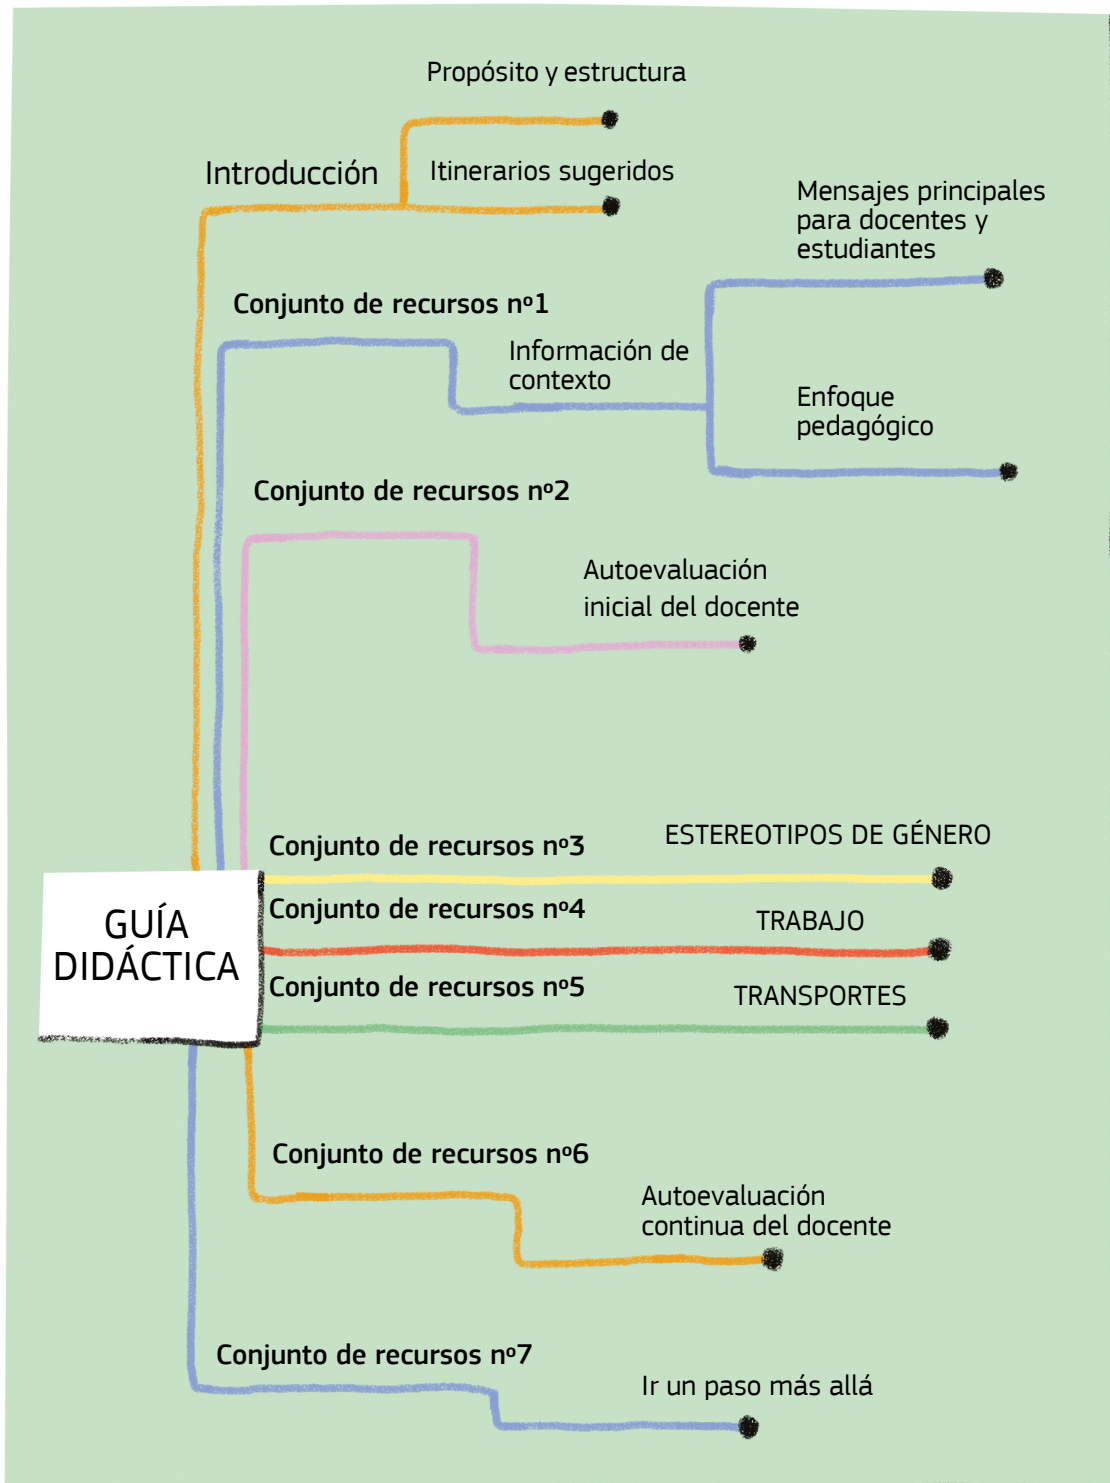 Propósito y estructura
Introducción
Itinerarios sugeridos
Mensajes principales
para docentes y
estudiantes
Conjunto de recursos nº1
Información de
contexto
Enfoque
pedagógico
Conjunto de recursos nº2
Autoevaluación
inicial del docente
Conjunto de recursos nº3
ESTEREOTIPOS DE GÉNERO
GUÍA
DIDÁCTICA
Conjunto de recursos nº4
TRABAJO
Conjunto de recursos nº5
TRANSPORTES
Conjunto de recursos nº6
Autoevaluación
continua del docente
Conjunto de recursos nº7
Ir un paso más allá